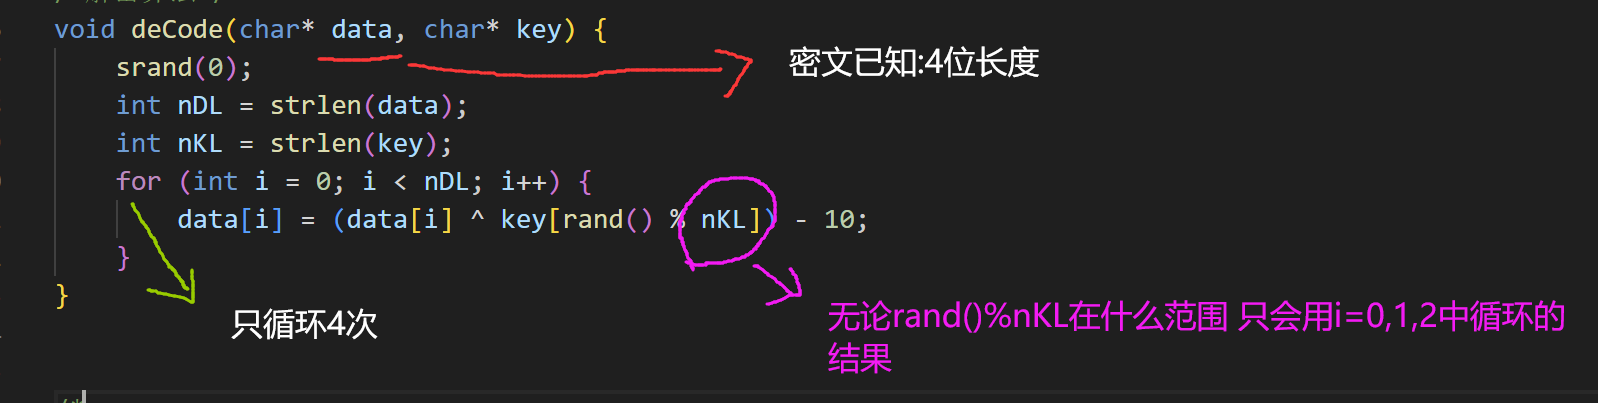 void deCode(char* data, char* key) {
srand(0);
密文已知:4位长度
int nDL = strlen(data);
int nKL = strlen(key);
for (int i = 0; i < nDL; i++) {
data[i] = (data[i] ^ key[rand() % nKL]) - 10;
}
}
只循环4次
无论rand()%nKL在什么范围 只会用i=0,1,2中循环的
结果